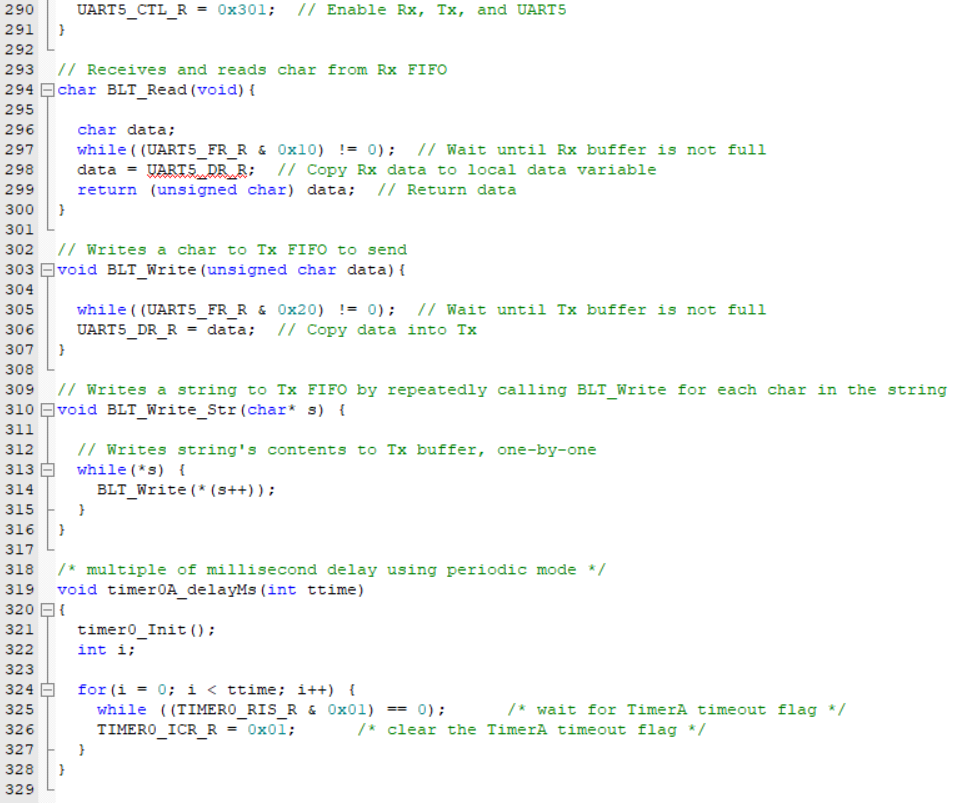 290 UART5_CTL_R = 0x301; // Enable Rx, Tx, and UART5
291 }
292
293 // Receives and reads char from Rx FIFO
294 char BLT_Read(void){
295
296 char data;
297 while((UART5_FR_R & 0x10) != 0); // Wait until Rx buffer is not full
298 data = UART5_DR_R; // Copy Rx data to local data variable
299 return (unsigned char) data; // Return data
300 }
301
302 // Writes a char to Tx FIFO to send
303 void BLT_Write(unsigned char data){
304
305 while((UART5_FR_R & 0x20) != 0); // Wait until Tx buffer is not full
306 UART5_DR_R = data; // Copy data into Tx
307 }
308
309 // Writes a string to Tx FIFO by repeatedly calling BLT_Write for each char in the string
310 void BLT_Write_Str(char* s) {
311
312 // Writes string's contents to Tx buffer, one-by-one
313 while(*s) {
314 BLT_Write(*(s++));
315 }
316 }
317
318 /* multiple of millisecond delay using periodic mode */
319 void timer0A_delayMs(int ttime)
320 {
321 timer0_Init();
322 int i;
323
324 for(i = 0; i < ttime; i++) {
325 while ((TIMER0_RIS_R & 0x01) == 0); /* wait for TimerA timeout flag */
326 TIMER0_ICR_R = 0x01; /* clear the TimerA timeout flag */
327 }
328 }
329